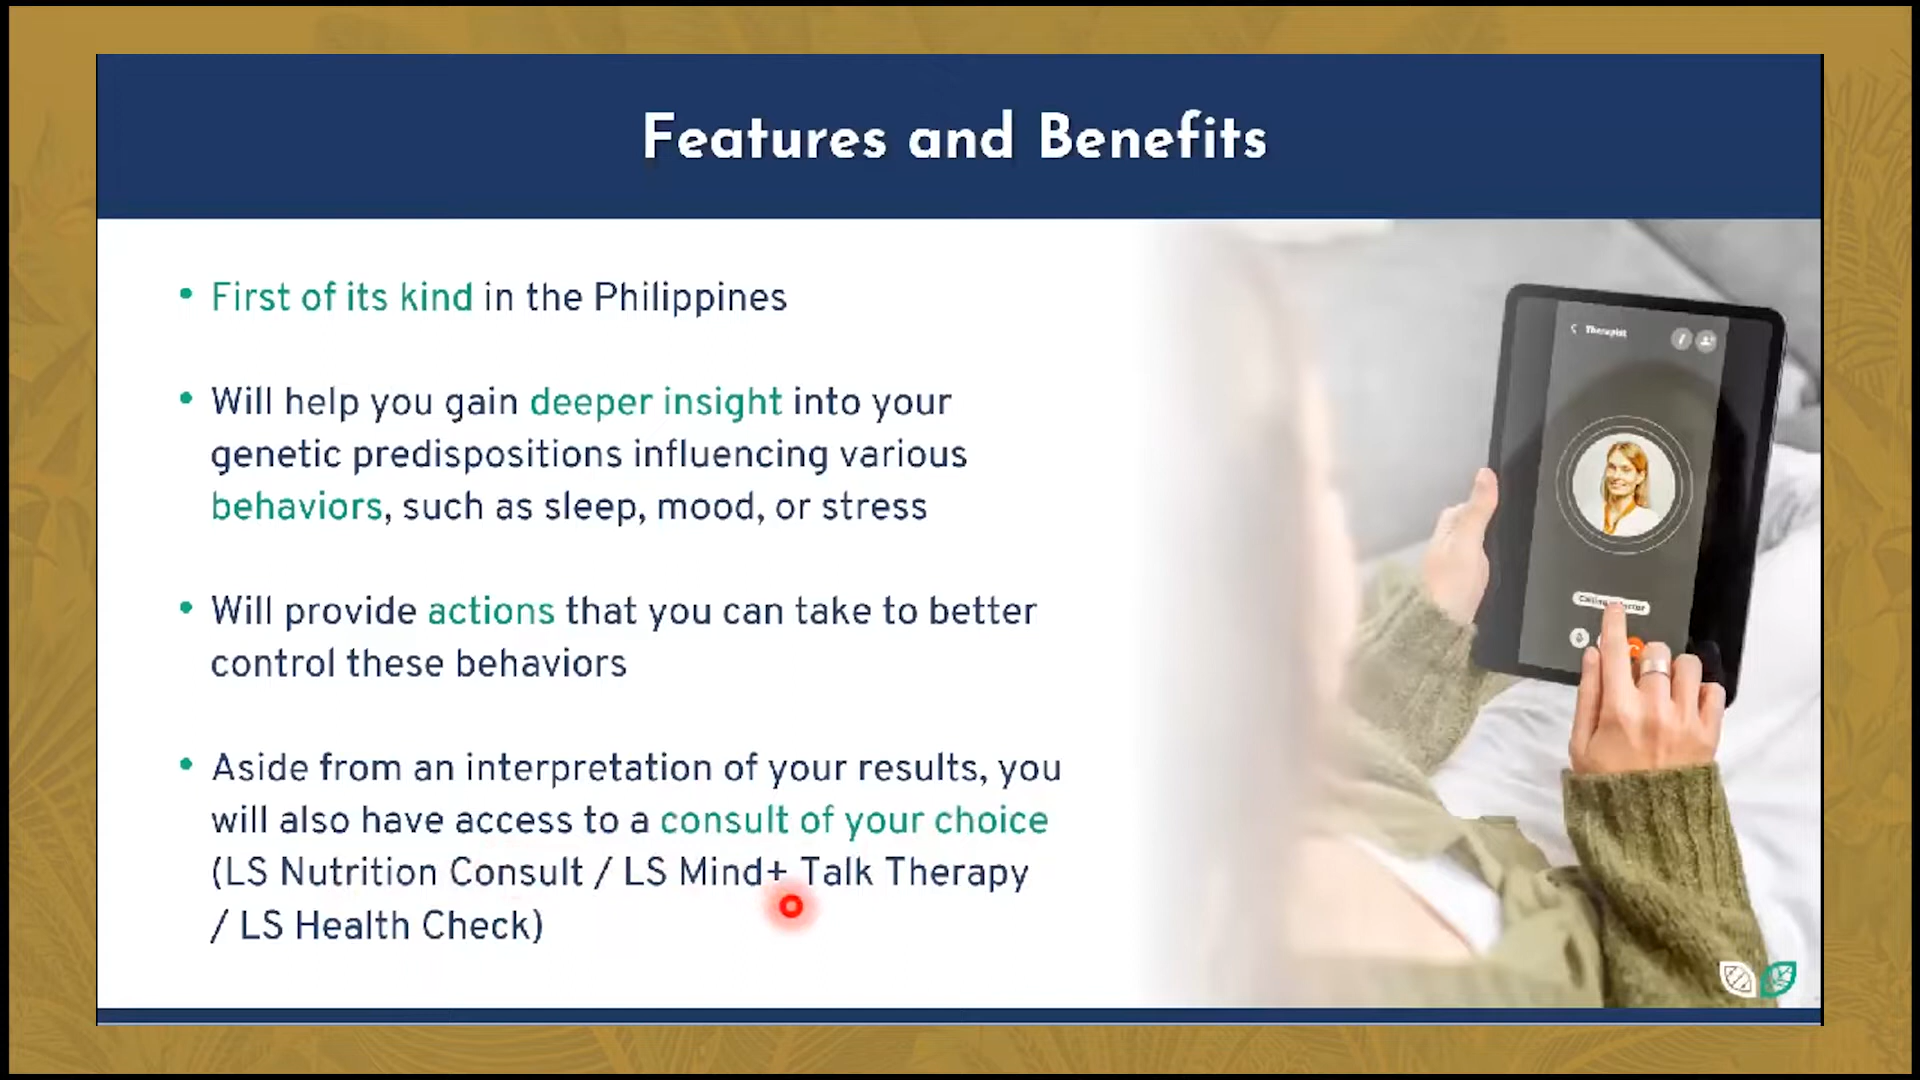 Features and Benefits
• First of its kind in the Philippines
• Will help you gain deeper insight into your
genetic predispositions influencing various
behaviors, such as sleep, mood, or stress
• Will provide actions that you can take to better
control these behaviors
• Aside from an interpretation of your results, you
will also have access to a consult of your choice
(LS Nutrition Consult / LS Mind+ Talk Therapy
/ LS Health Check)
Therapist